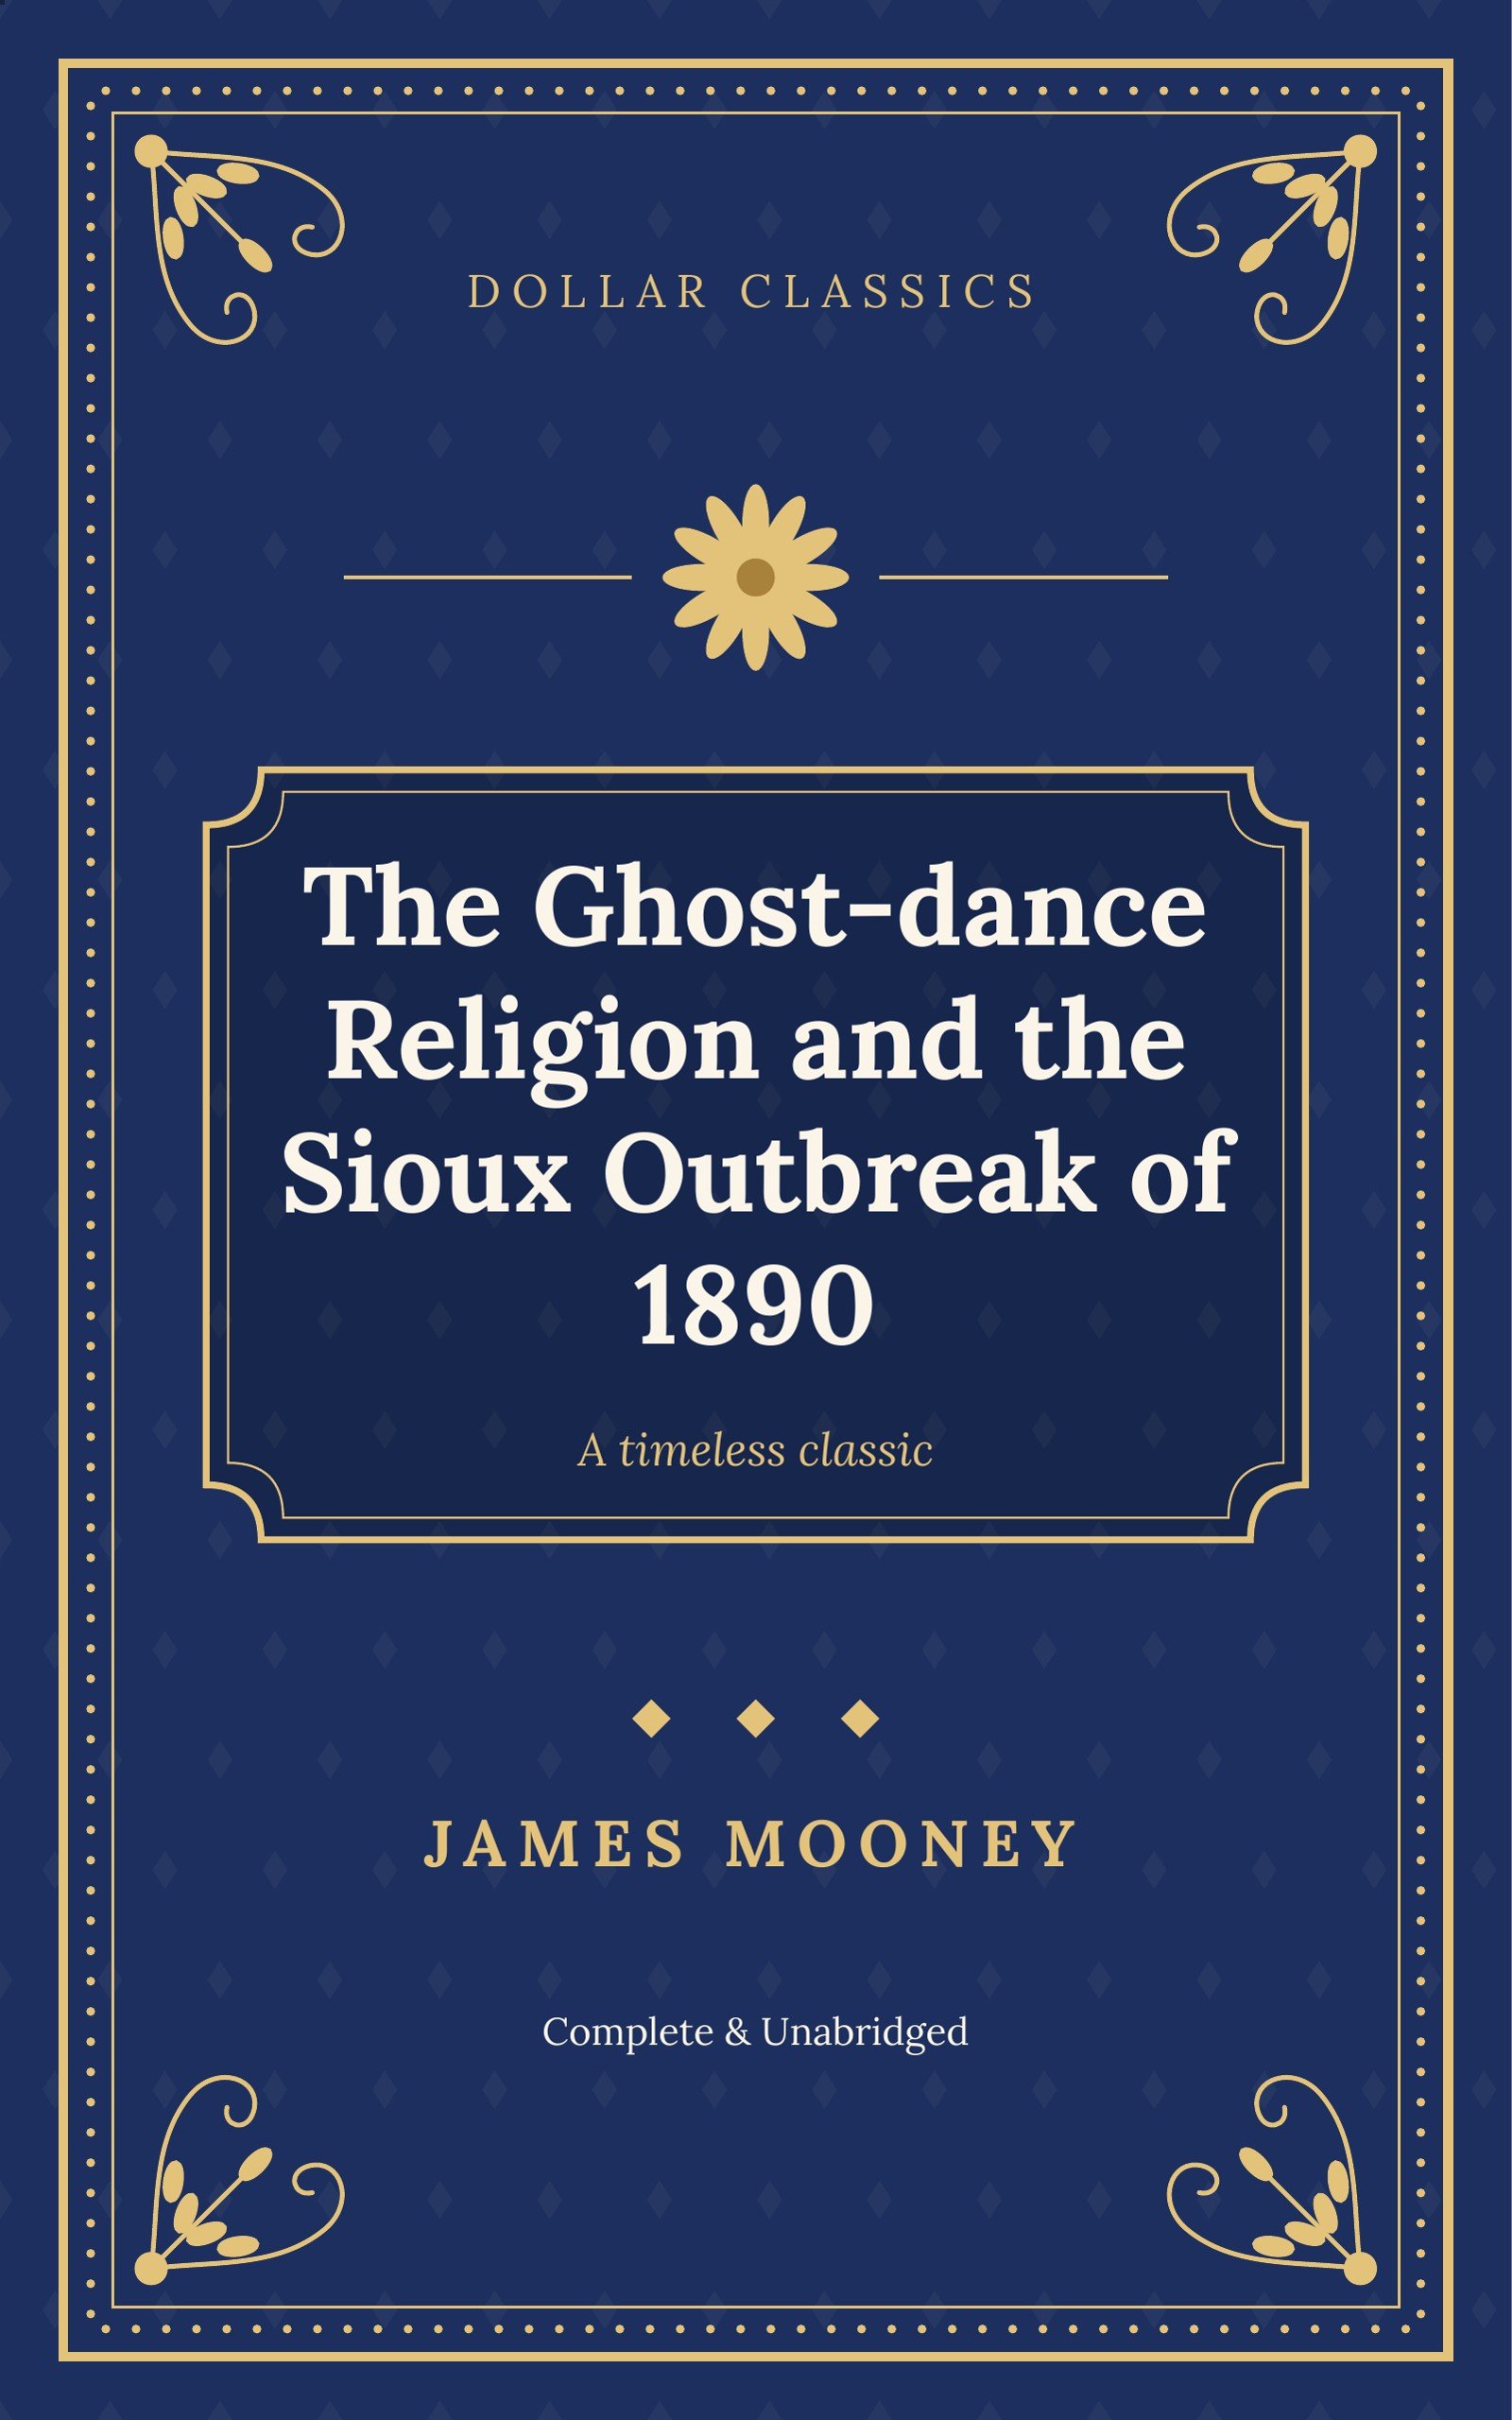 DOLLAR CLASSICS
The Ghost-dance
Religion and the
Sioux Outbreak of
1890
A timeless classic
JAMES MOONEY
Complete & Unabridged